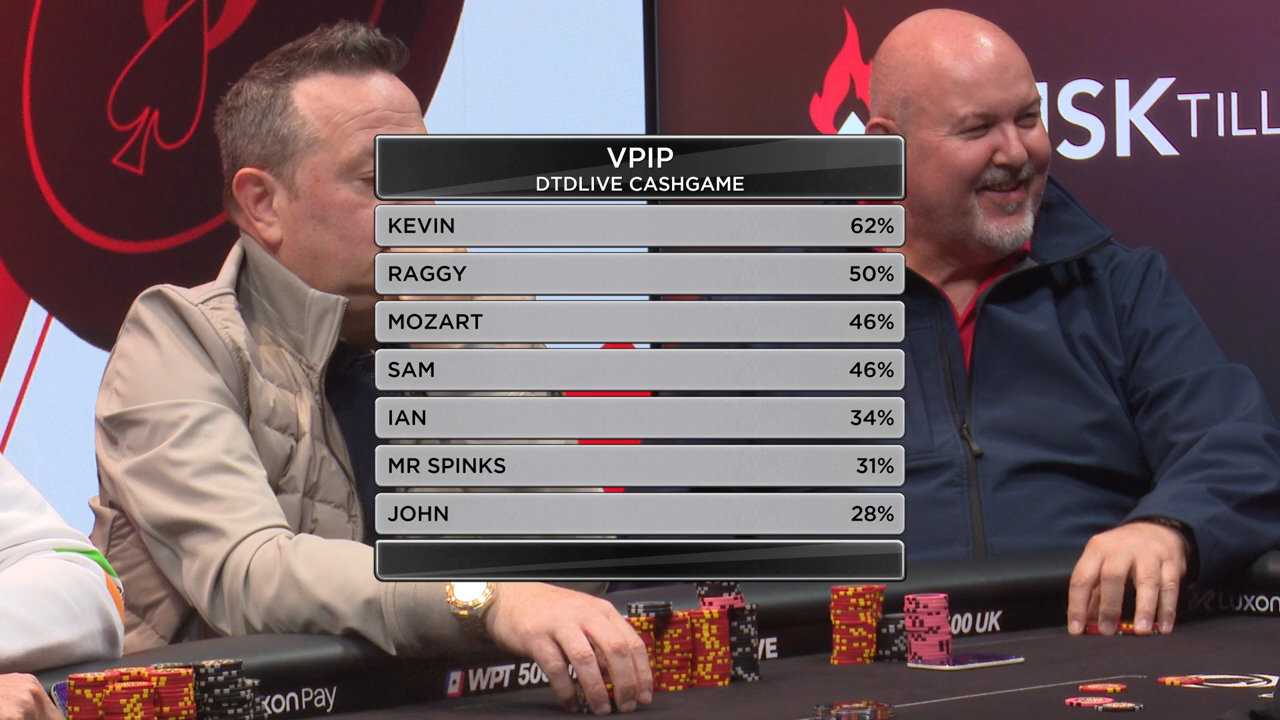 USK TILL
VPIP
DTDLIVE CASHGAME
KEVIN 62%
RAGGY 50%
MOZART 46%
SAM 46%
IAN 34%
MR SPINKS 31%
JOHN 28%
LUXON
00 UK
VE
WPT 500
xonPay